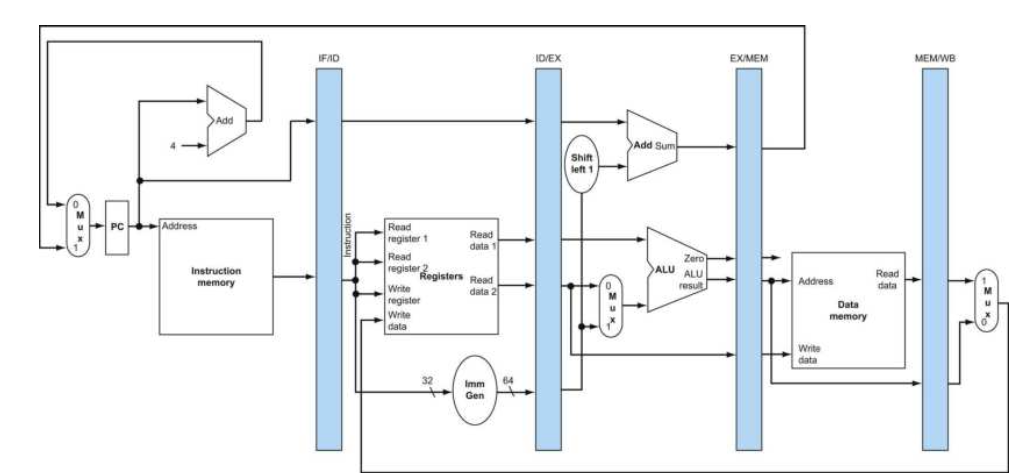 IF/ID
ID/EX
EX/MEM
MEM/WB
Add
4
Add Sum
Shift
left 1
0
M
u
x
1
PC
Address
Instruction
memory
Instruction
Read
register 1
Read
register 2
Write
register
Write
data
Registers
Read
data 1
Read
data 2
0
M
u
x
1
Zero
ALU
ALU
result
Address
Read
data
Data
memory
Write
data
1
M
u
x
0
32
Imm
Gen
64